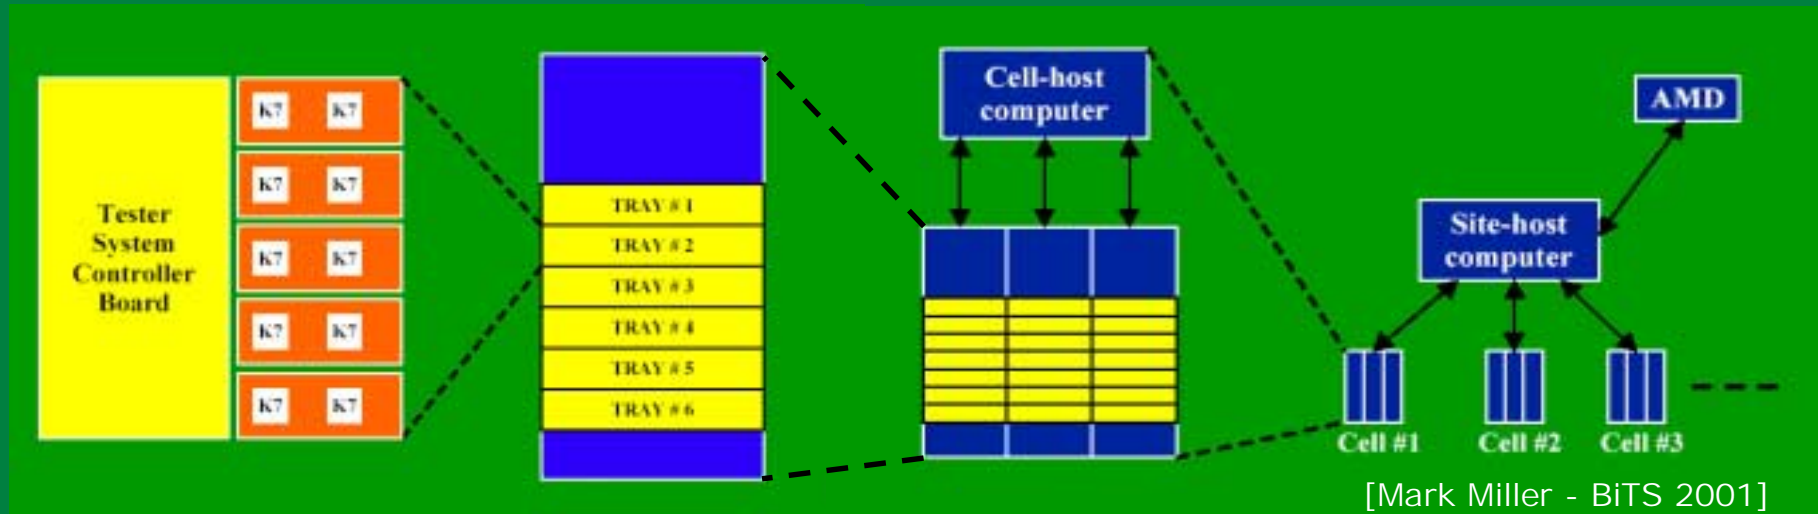 Tester
System
Controller
Board
K7 K7
K7 K7
K7 K7
K7 K7
K7 K7
TRAY # 1
TRAY # 2
TRAY # 3
TRAY # 4
TRAY # 5
TRAY # 6
Cell-host
computer
AMD
Site-host
computer
Cell #1 Cell #2 Cell #3
[Mark Miller - BiTS 2001]